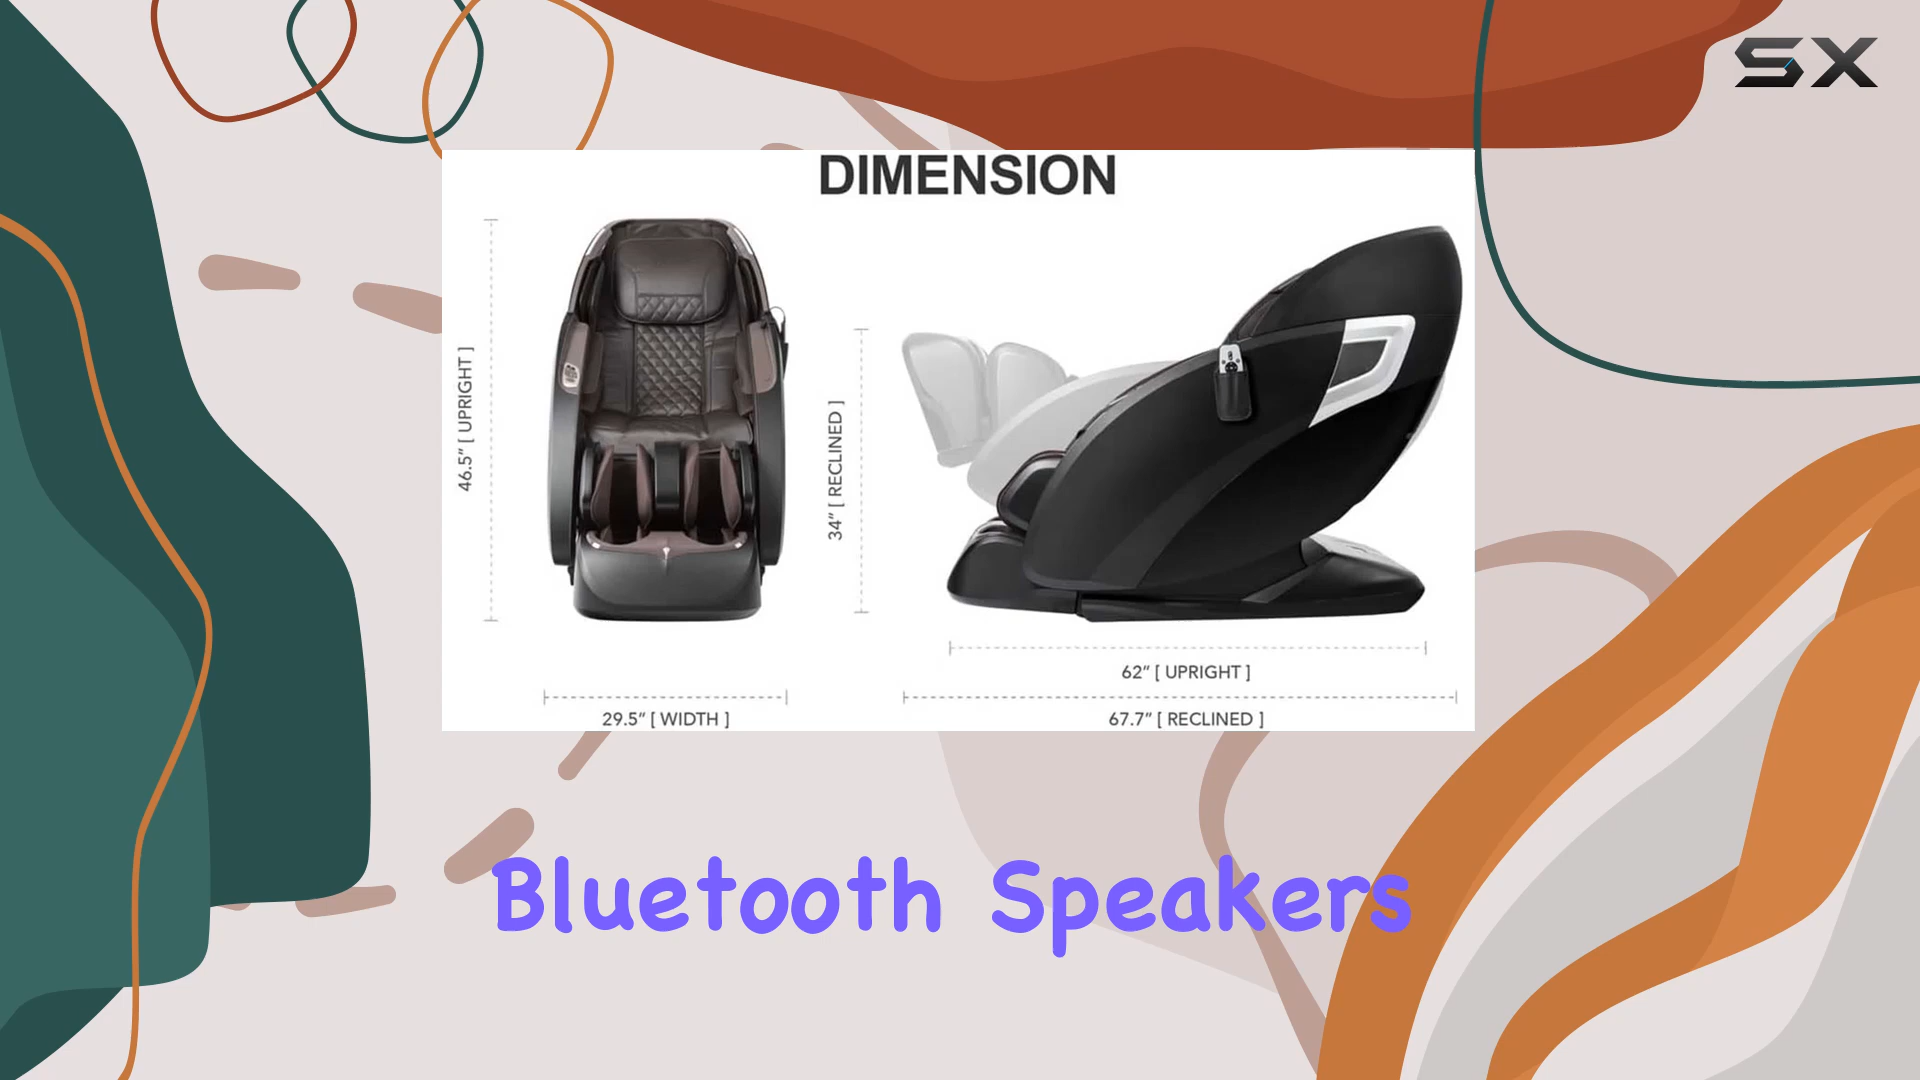 SX
DIMENSION
46.5” [ UPRIGHT ]
34” [ RECLINED ]
62” [ UPRIGHT ]
29.5” [ WIDTH ]
67.7” [ RECLINED ]
Bluetooth Speakers